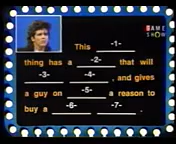 GAME
SHOW
This -1-
thing has a -2- that will
-3- -4-, and gives
a guy on -5- a reason to
buy a -6- -7-.